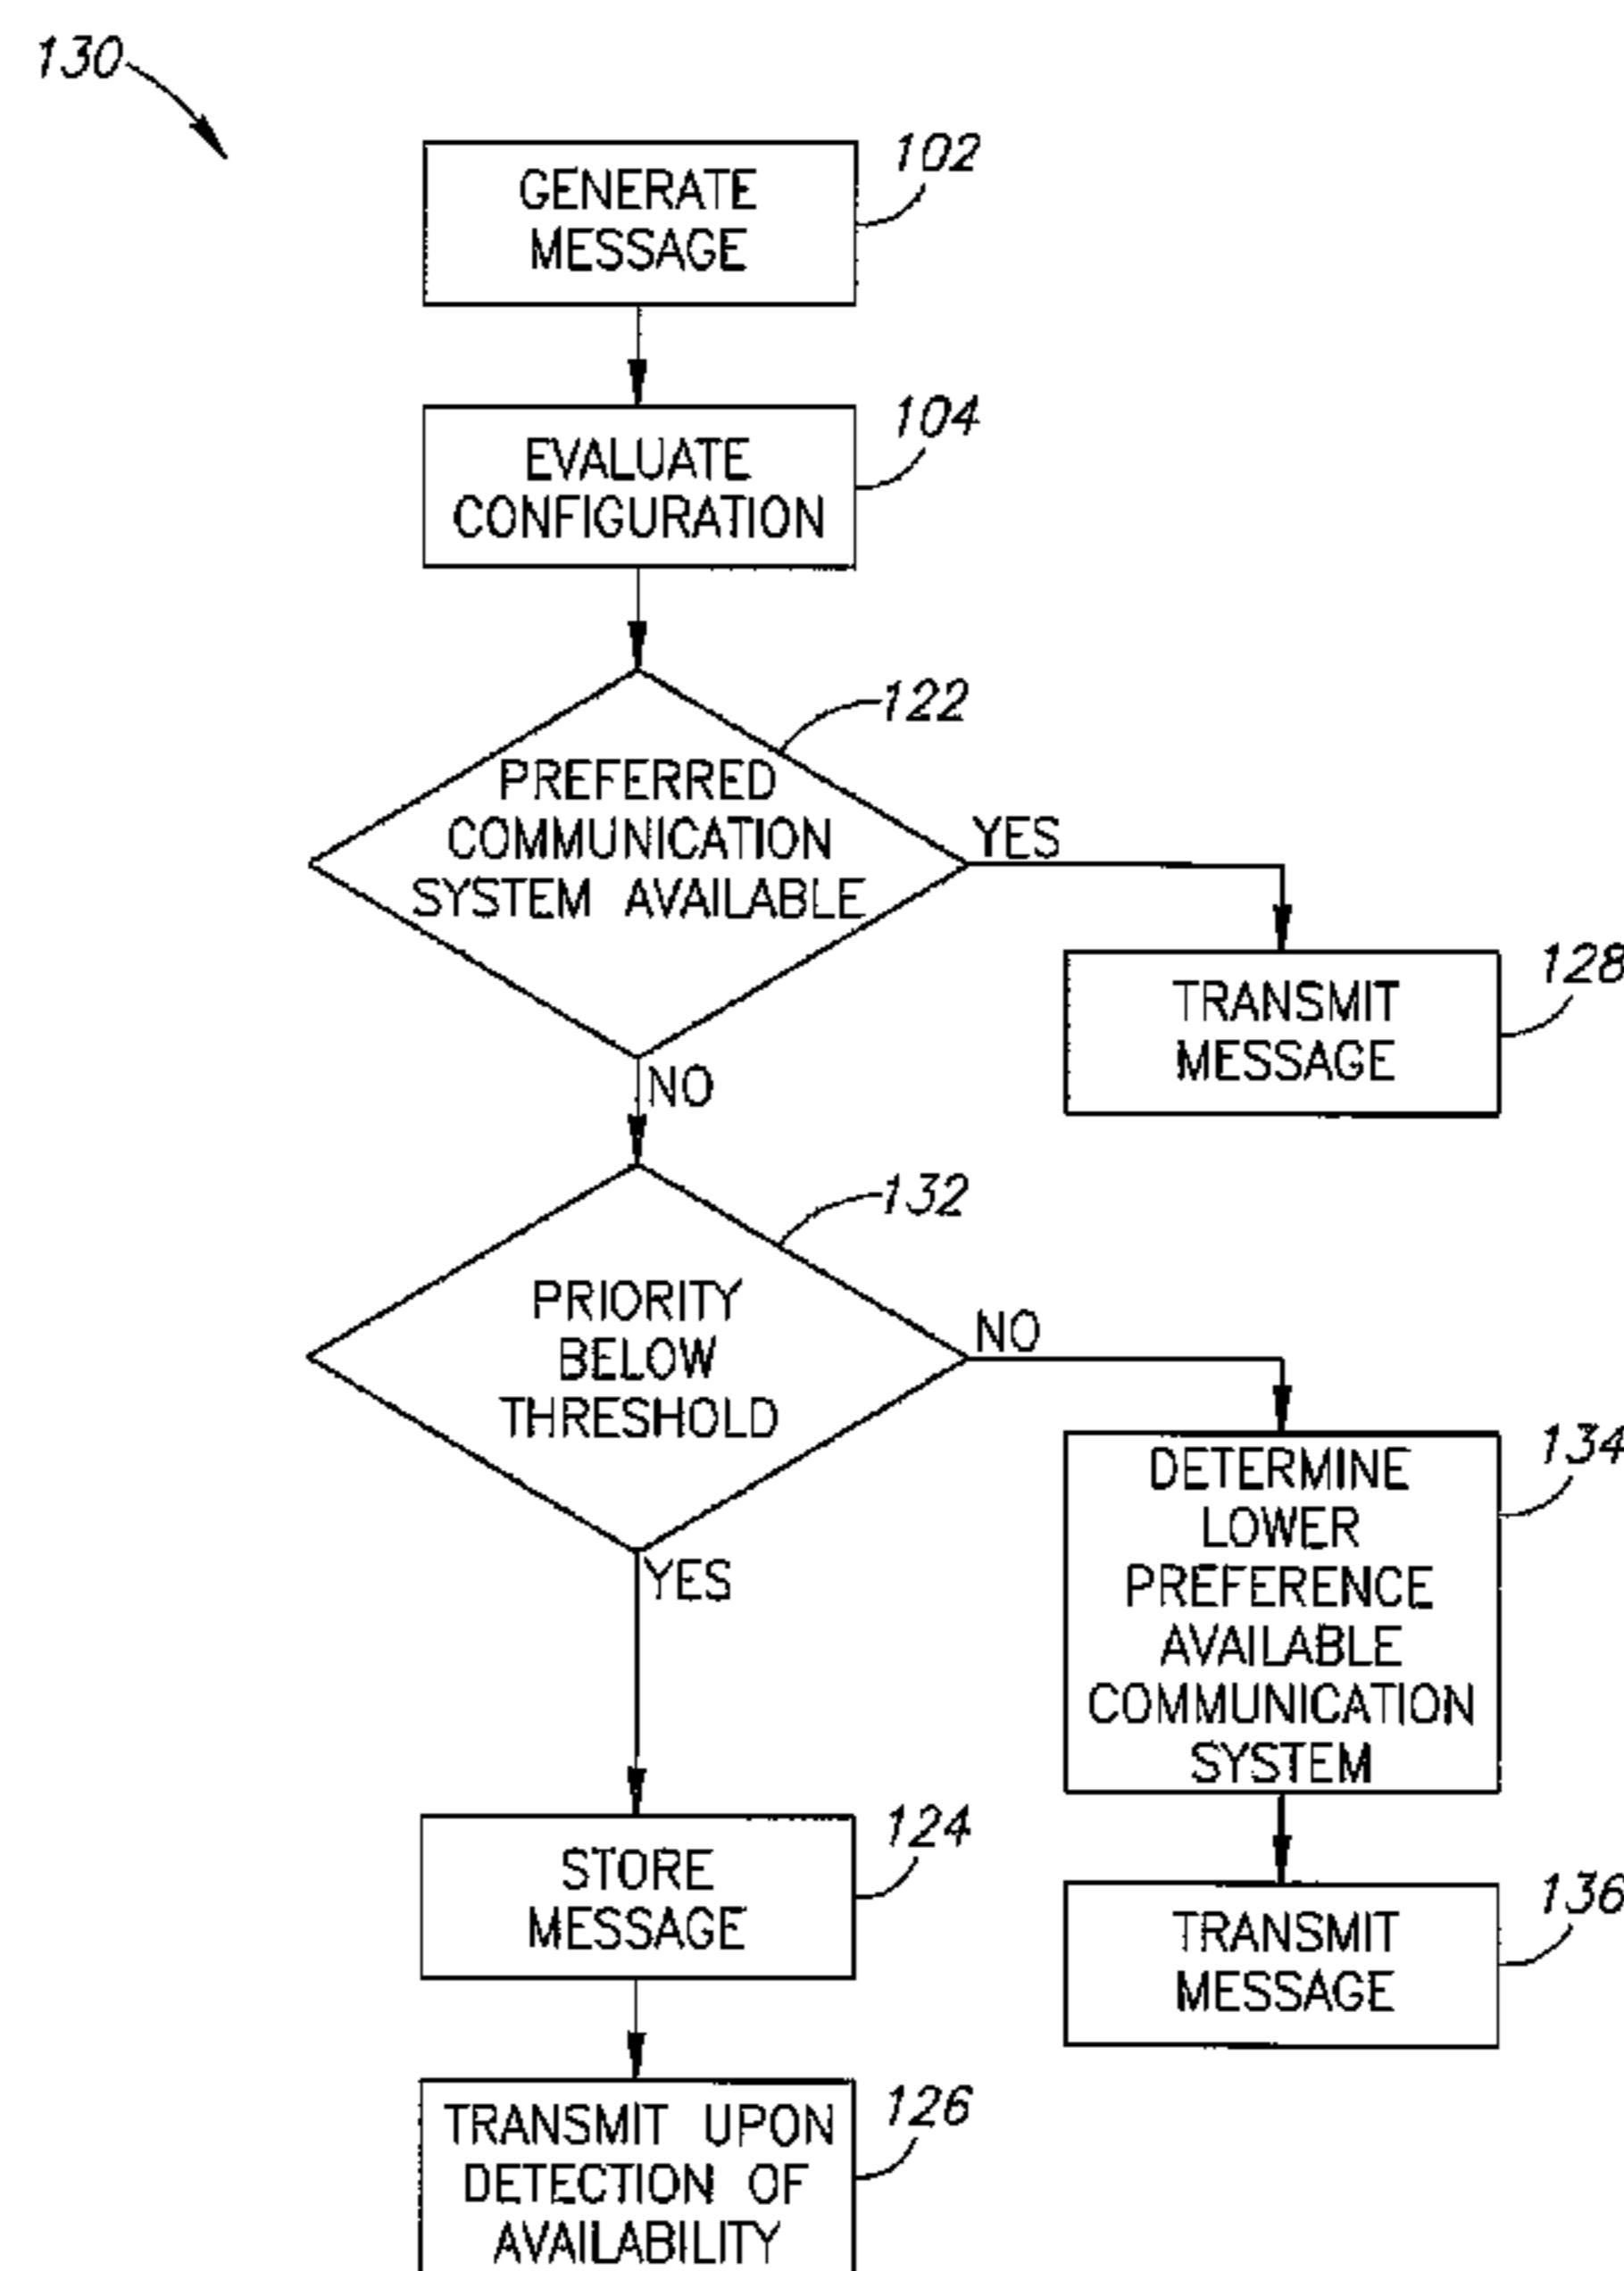 130
102
GENERATE
MESSAGE
104
EVALUATE
CONFIGURATION
122
PREFERRED
COMMUNICATION
SYSTEM AVAILABLE
YES
128
TRANSMIT
MESSAGE
NO
132
PRIORITY
BELOW
THRESHOLD
NO
134
DETERMINE
LOWER
PREFERENCE
AVAILABLE
COMMUNICATION
SYSTEM
YES
124
STORE
MESSAGE
136
TRANSMIT
MESSAGE
126
TRANSMIT UPON
DETECTION OF
AVAILABILITY